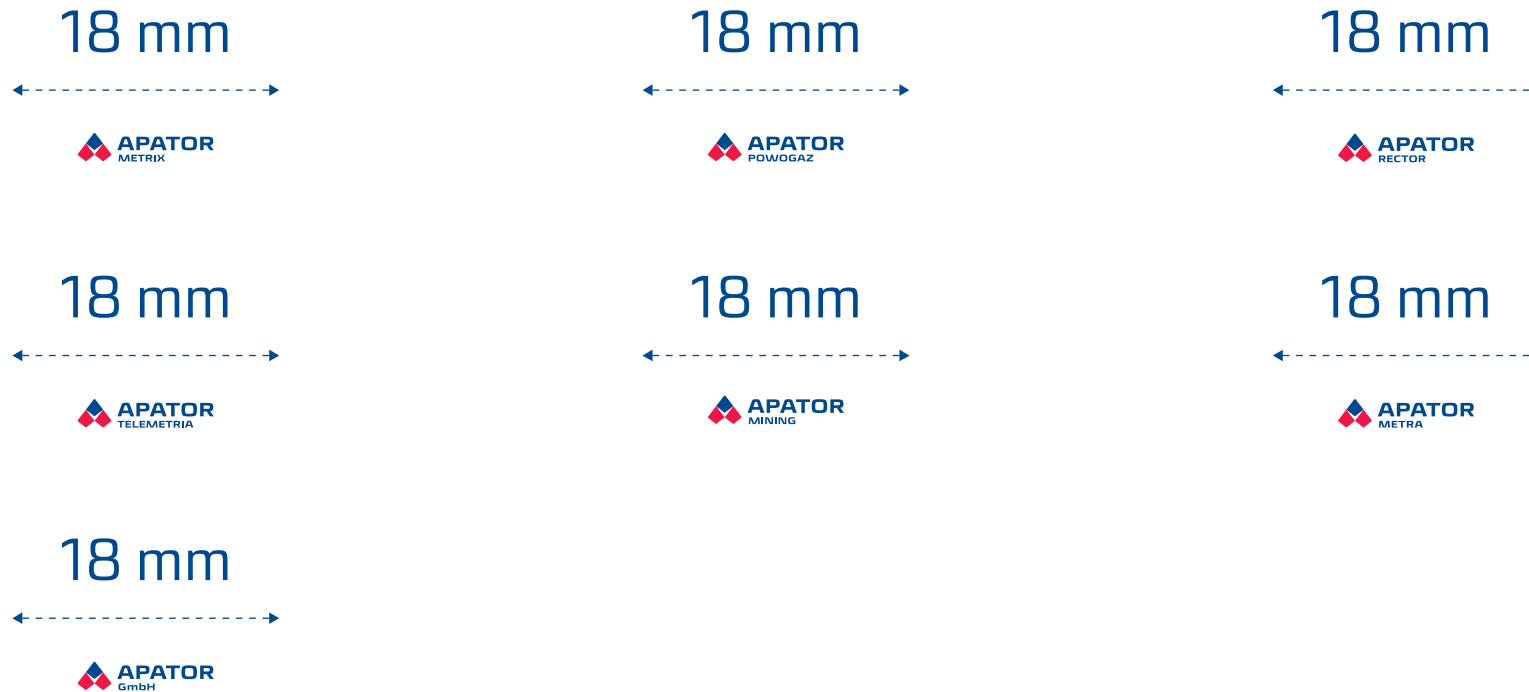 18 mm
18 mm
18 mm
APATOR
METRIX
APATOR
POWOGAZ
APATOR
RECTOR
18 mm
18 mm
18 mm
APATOR
TELEMETRIA
APATOR
MINING
APATOR
METRA
18 mm
APATOR
GmbH